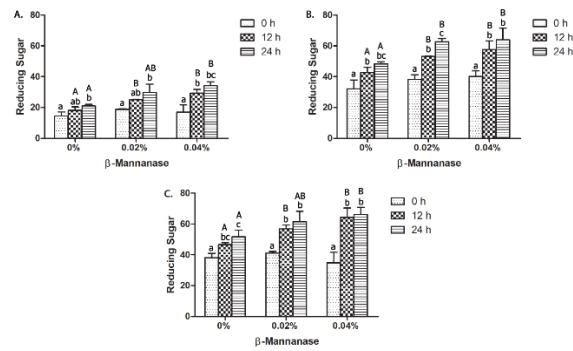 A.
80
60
40
20
0
Reducing Sugar
0 h
12 h
24 h
a
A
ab
A
b
a
B
ab
AB
b
a
B
b
B
bc
0%
0.02%
0.04%
β-Mannanase
B.
80
60
40
20
0
Reducing Sugar
0 h
12 h
24 h
a
A
b
A
bc
a
B
b
B
c
a
B
b
B
b
0%
0.02%
0.04%
β-Mannanase
C.
80
60
40
20
0
Reducing Sugar
0 h
12 h
24 h
a
A
bc
A
c
a
B
b
AB
b
a
B
b
B
b
0%
0.02%
0.04%
β-Mannanase